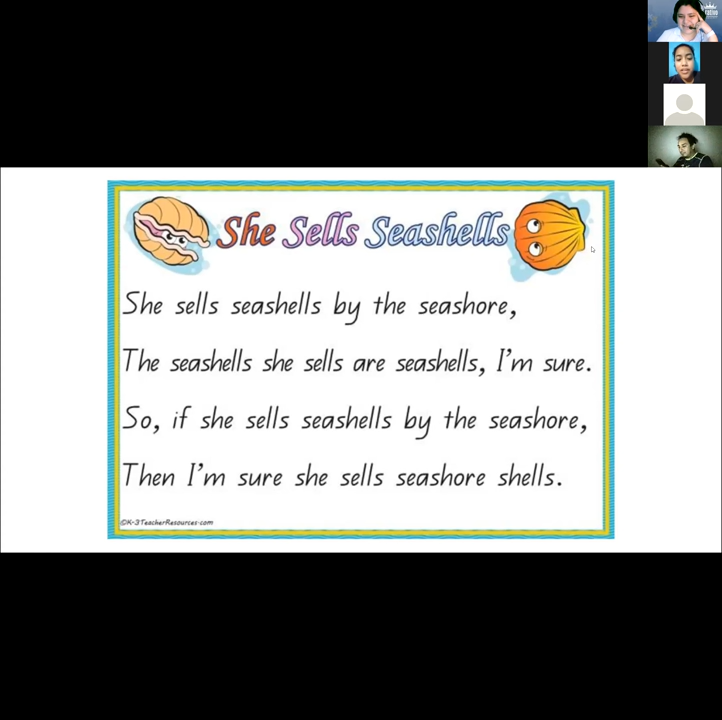 She Sells Seashells
She sells seashells by the seashore,
The seashells she sells are seashells, I'm sure.
So, if she sells seashells by the seashore,
Then I'm sure she sells seashore shells.
©K-3TeacherResources.com